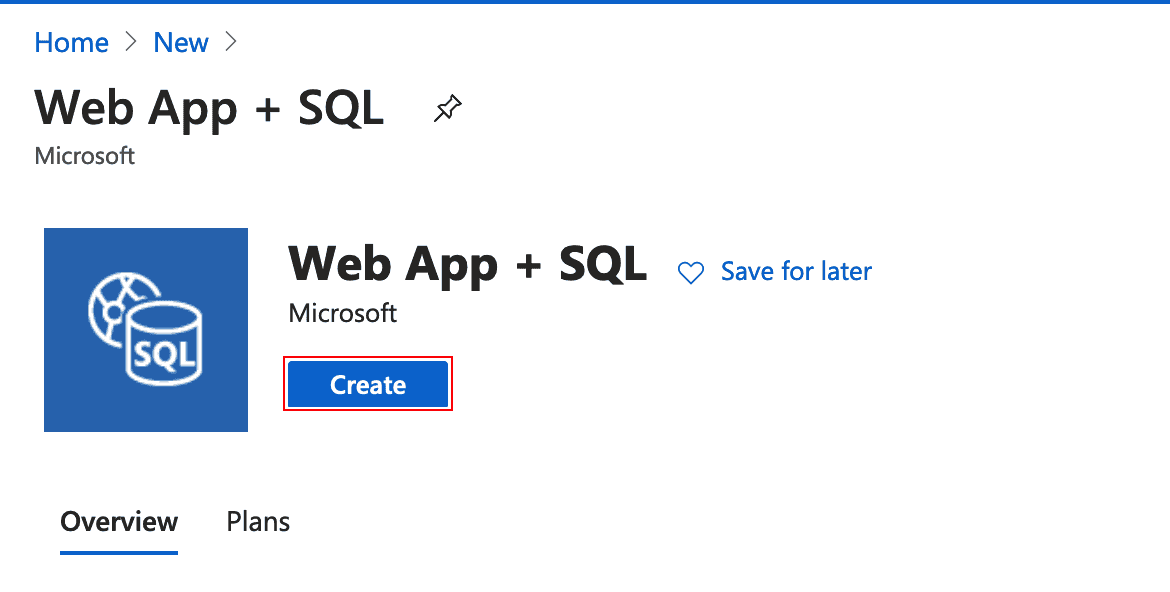 Home > New >
Web App + SQL
Microsoft
SQL
Web App + SQL
Save for later
Microsoft
Create
Overview Plans